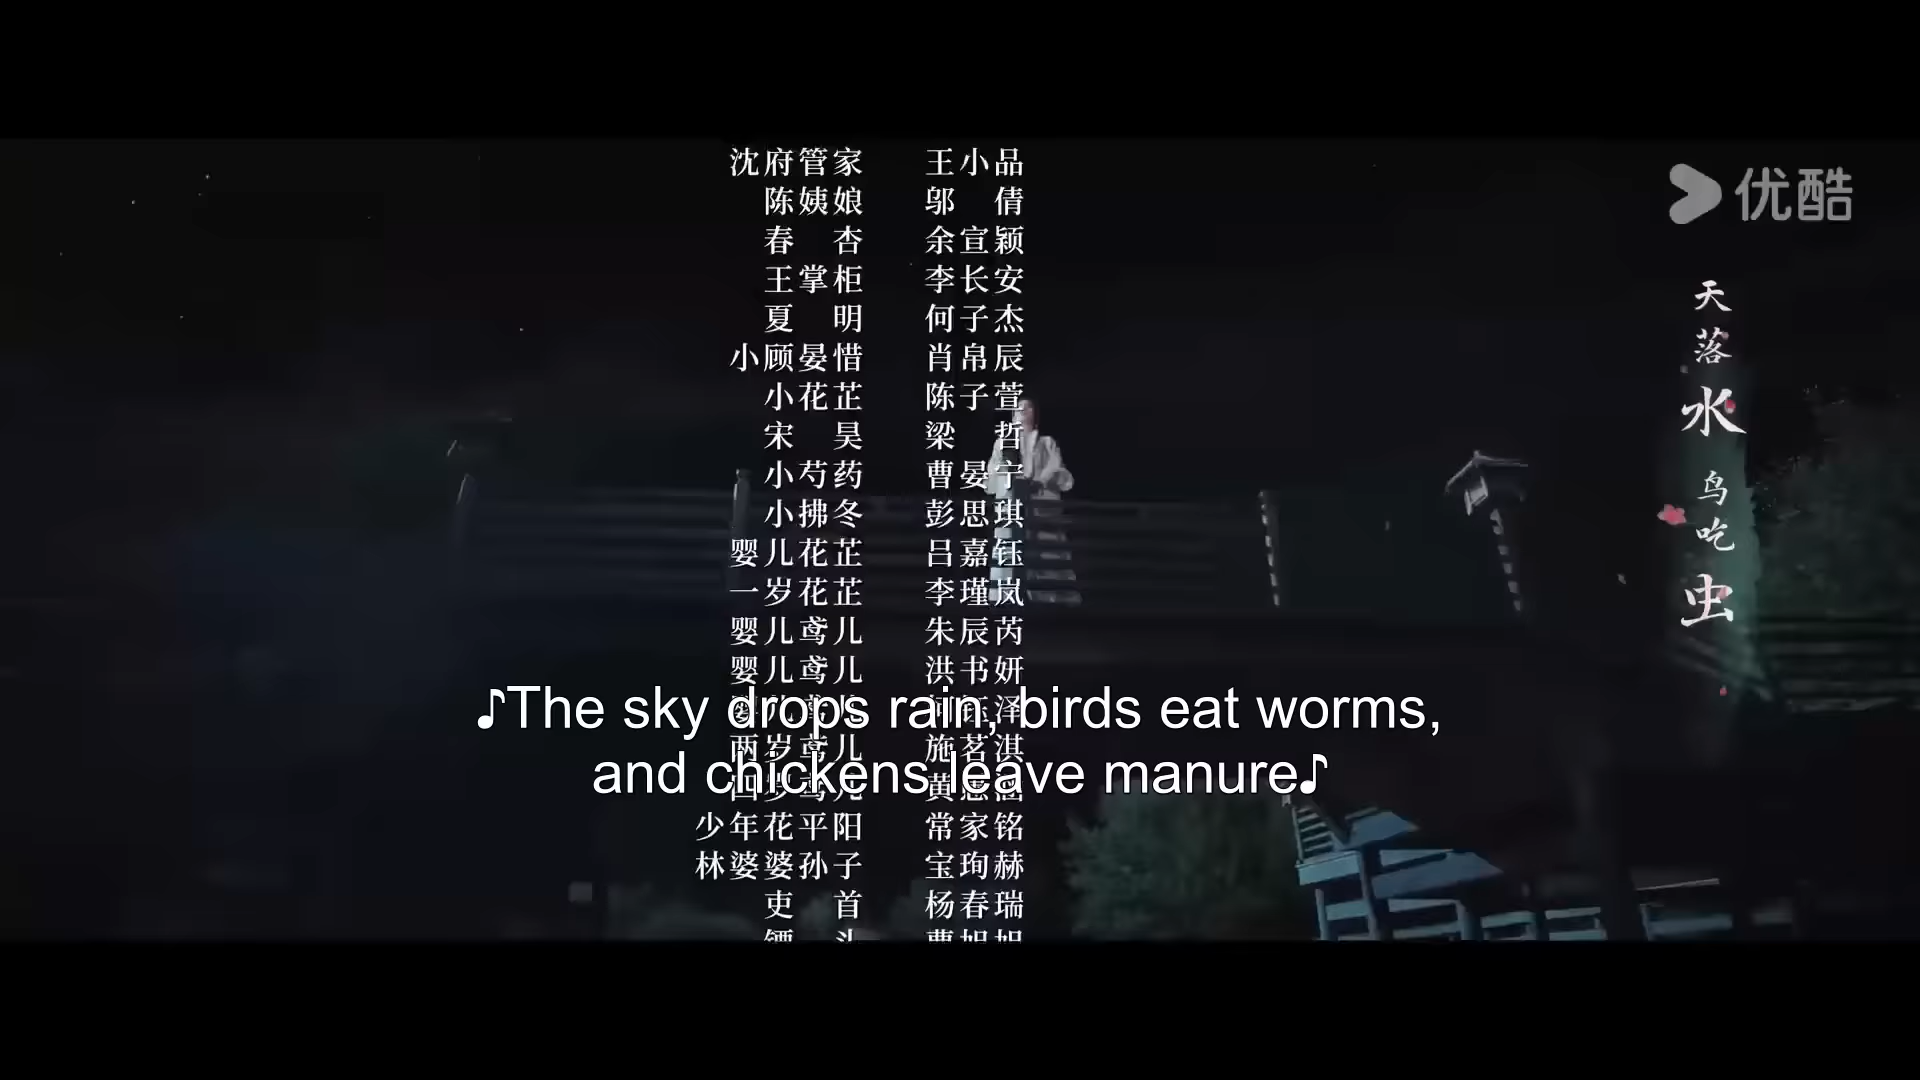 沈府管家 王小品
陈姨娘 邬倩
春杏 余宣颖
王掌柜 李长安
夏明 何子杰
小顾晏惜 肖帛辰
小花芷 陈子萱
宋昊 梁哲
小芍药 曹晏宁
小拂冬 彭思琪
婴儿花芷 吕嘉钰
一岁花芷 李瑾岚
婴儿鸢儿 朱辰芮
婴儿鸢儿 洪书妍
♪The sky drops rain, birds eat worms,
两岁鸢儿 施茗淇
and chickens leave manure♪
少年花平阳 常家铭
林婆婆孙子 宝珣赫
吏首 杨春瑞
优酷
天落水
鸟吃虫